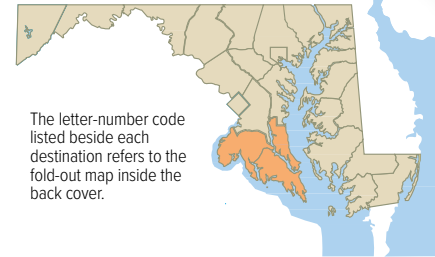 The letter-number code
listed beside each
destination refers to the
fold-out map inside the
back cover.